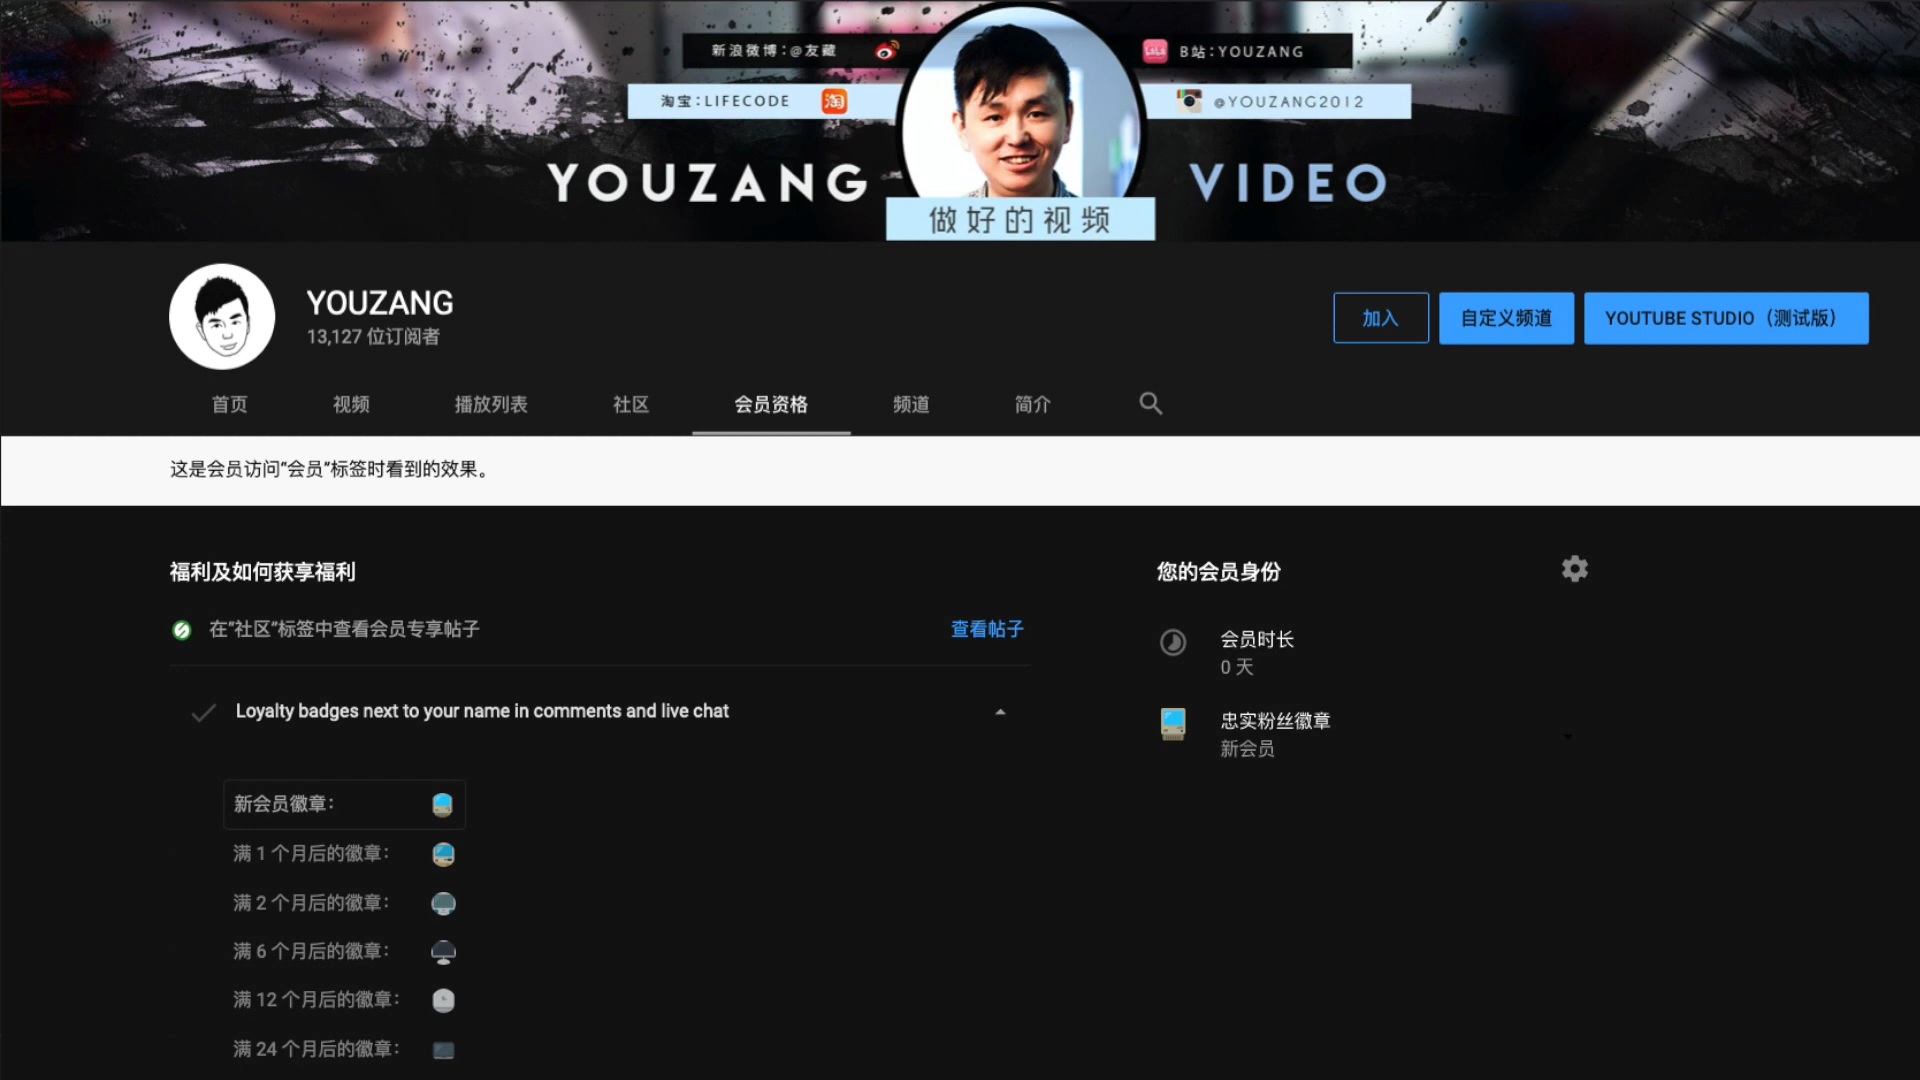 新浪微博：@友藏
B站：YOUZANG
淘宝：LIFECODE
淘
@YOUZANG2012
YOUZANG
VIDEO
做好的视频
YOUZANG
13,127 位订阅者
加入
自定义频道
YOUTUBE STUDIO（测试版）
首页
视频
播放列表
社区
会员资格
频道
简介
这是会员访问“会员”标签时看到的效果。
福利及如何获享福利
在“社区”标签中查看会员专享帖子
查看帖子
Loyalty badges next to your name in comments and live chat
新会员徽章：
满 1 个月后的徽章：
满 2 个月后的徽章：
满 6 个月后的徽章：
满 12 个月后的徽章：
满 24 个月后的徽章：
您的会员身份
会员时长
0 天
忠实粉丝徽章
新会员